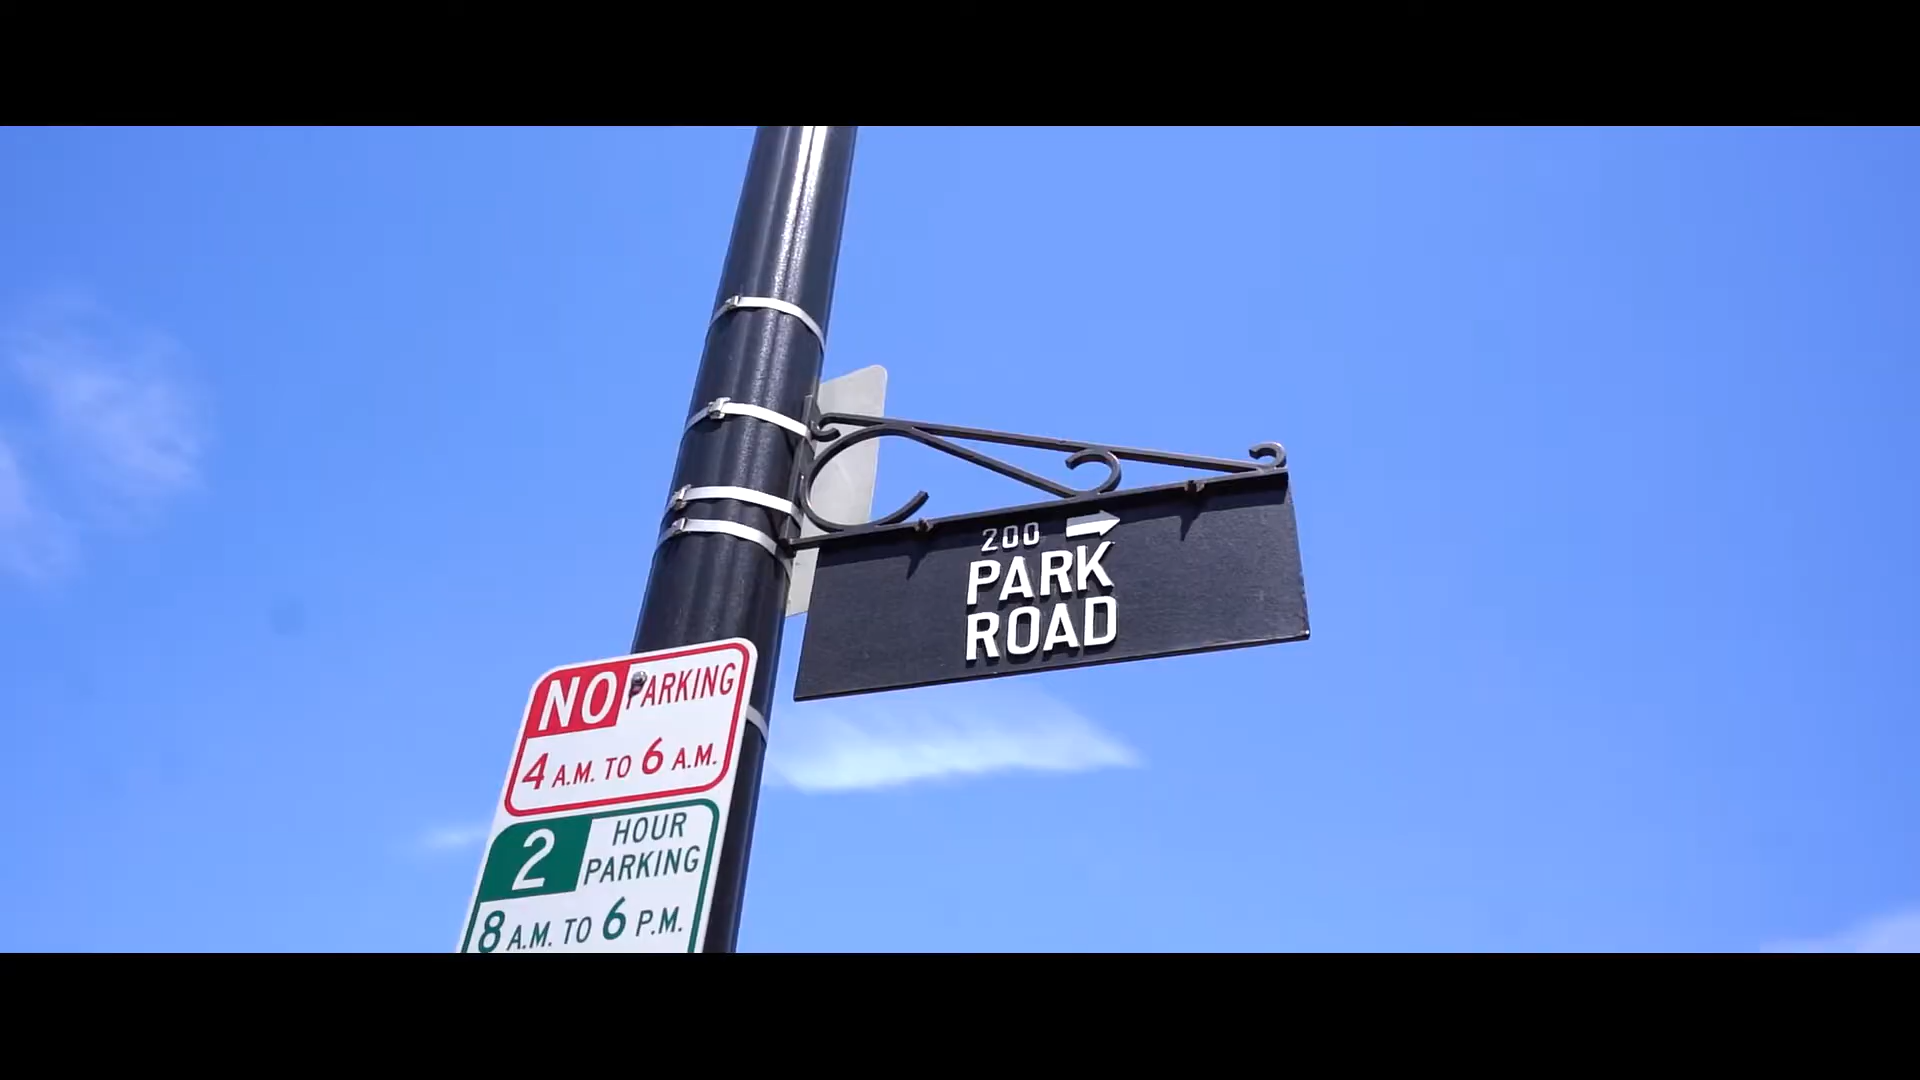 200
PARK
ROAD
NO PARKING
4 A.M. TO 6 A.M.
2 HOUR
PARKING
8 A.M. TO 6 P.M.